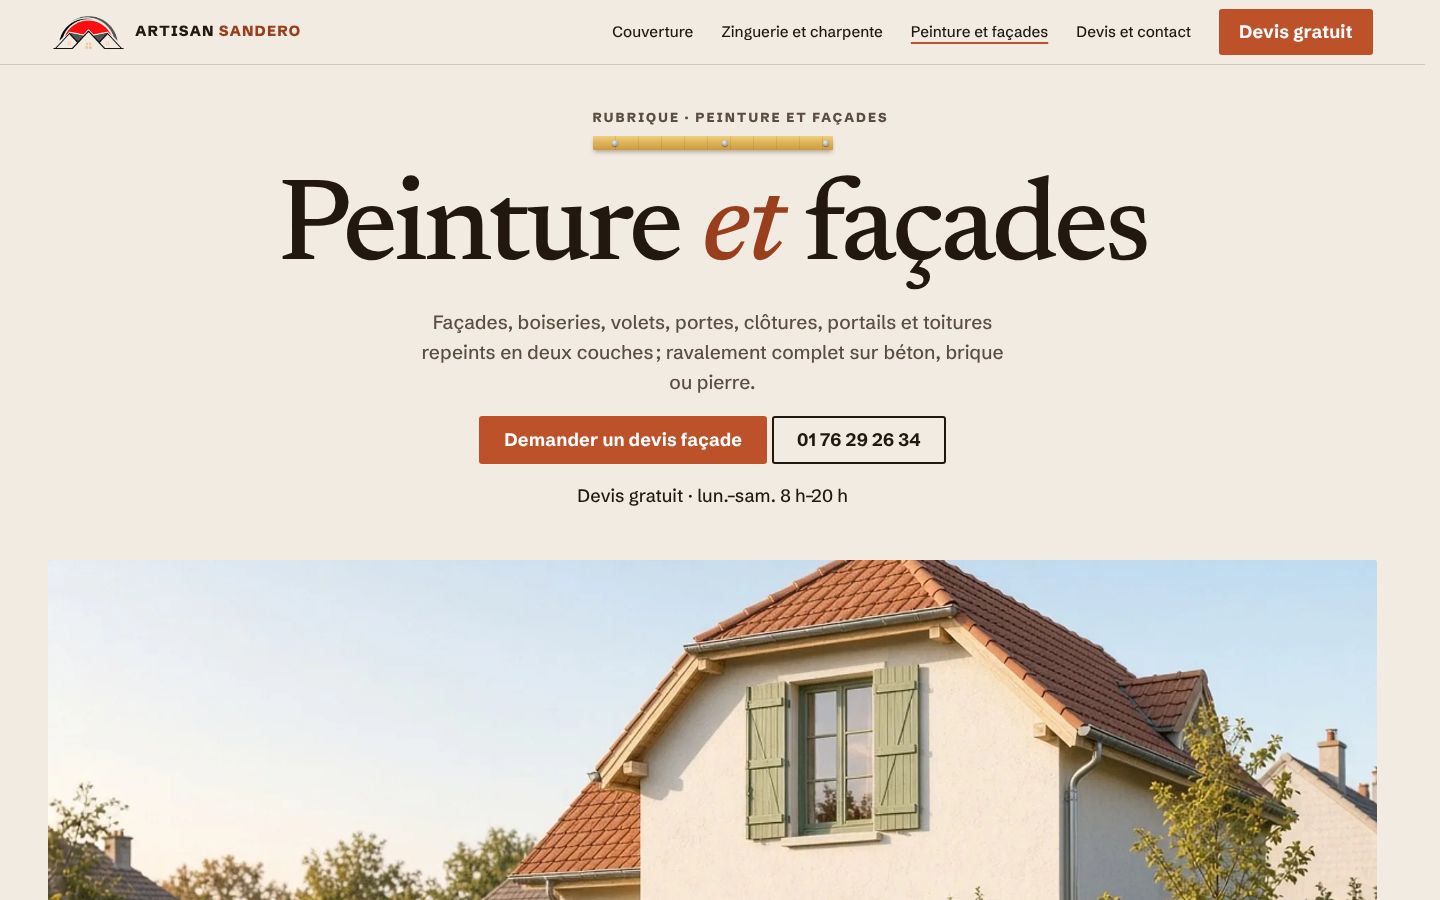 ARTISAN SANDERO
Couverture
Zinguerie et charpente
Peinture et façades
Devis et contact
Devis gratuit
RUBRIQUE · PEINTURE ET FAÇADES
Peinture et façades
Façades, boiseries, volets, portes, clôtures, portails et toitures
repeints en deux couches ; ravalement complet sur béton, brique
ou pierre.
Demander un devis façade
01 76 29 26 34
Devis gratuit · lun.–sam. 8 h–20 h